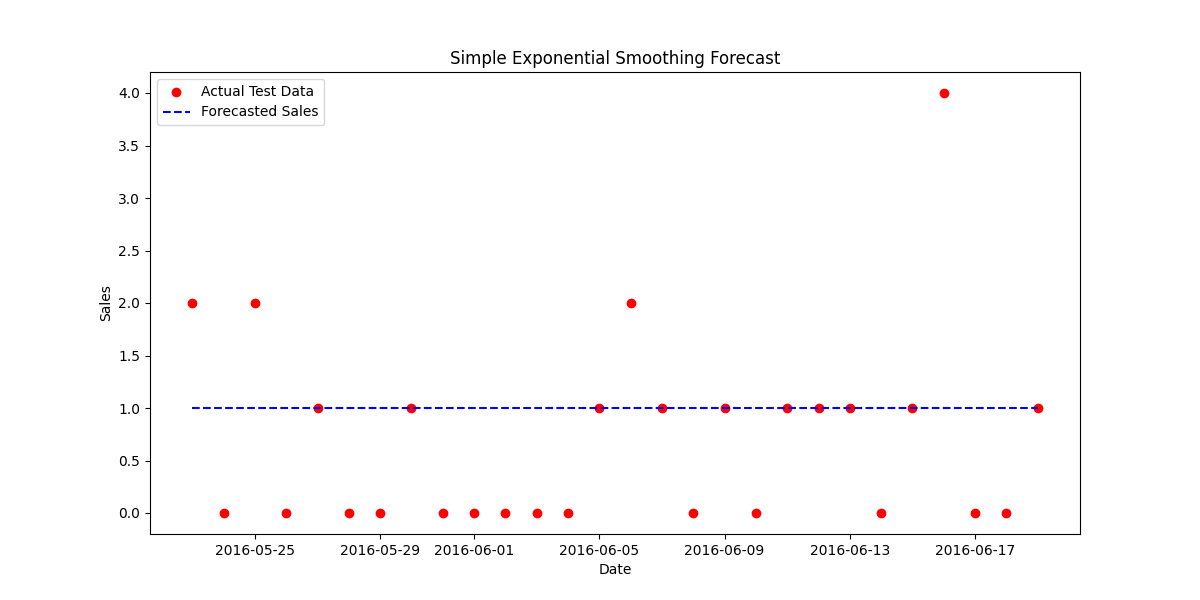 Simple Exponential Smoothing Forecast
Actual Test Data
Forecasted Sales
4.0
3.5
3.0
2.5
2.0
1.5
1.0
0.5
0.0
Sales
2016-05-25 2016-05-29 2016-06-01 2016-06-05 2016-06-09 2016-06-13 2016-06-17
Date